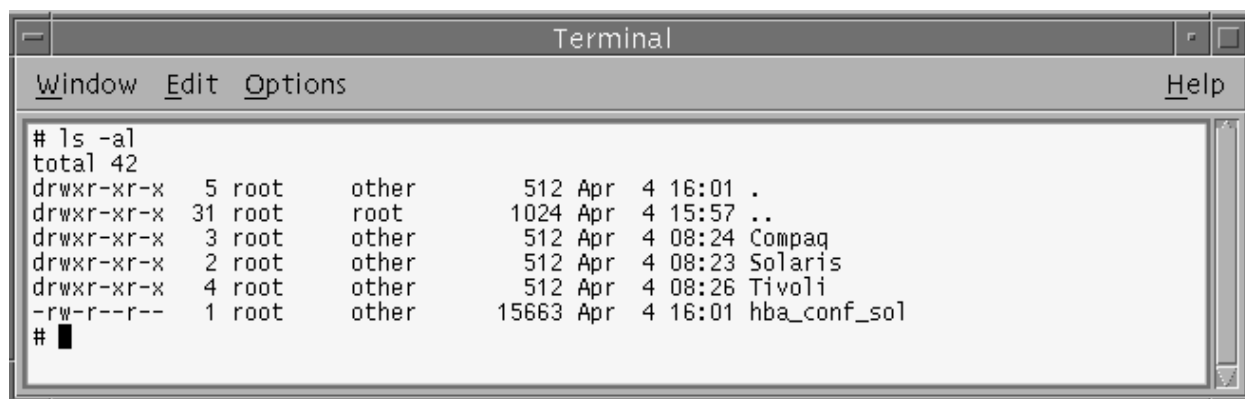 Terminal
Window Edit Options Help
# ls -al
total 42
drwxr-xr-x   5 root     other        512 Apr  4 16:01 .
drwxr-xr-x  31 root     root        1024 Apr  4 15:57 ..
drwxr-xr-x   3 root     other        512 Apr  4 08:24 Compaq
drwxr-xr-x   2 root     other        512 Apr  4 08:23 Solaris
drwxr-xr-x   4 root     other        512 Apr  4 08:26 Tivoli
-rw-r--r--   1 root     other      15663 Apr  4 16:01 hba_conf_sol
#